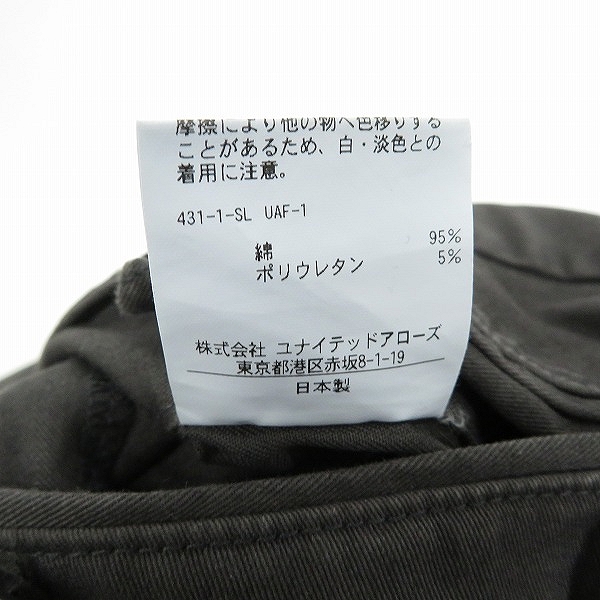 摩擦により他の物へ色移りする
ことがあるため、白・淡色との
着用に注意。
431-1-SL UAF-1
綿 95%
ポリウレタン 5%
株式会社 ユナイテッドアローズ
東京都港区赤坂8-1-19
日本製